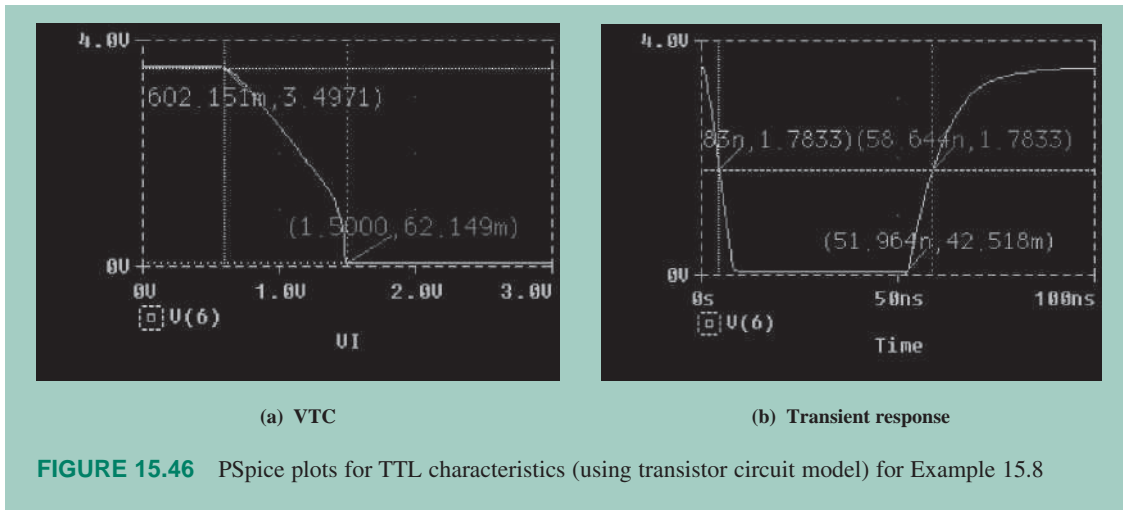 4.0V
602.151m,3.4971)
(1.5000,62.149m)
0V
0V 1.0V 2.0V 3.0V
V(6)
VI
4.0V
83n,1.7833)(58.644n,1.7833)
(51.964n,42.518m)
0V
0s 50ns 100ns
V(6)
Time
(a) VTC
(b) Transient response
FIGURE 15.46 PSpice plots for TTL characteristics (using transistor circuit model) for Example 15.8